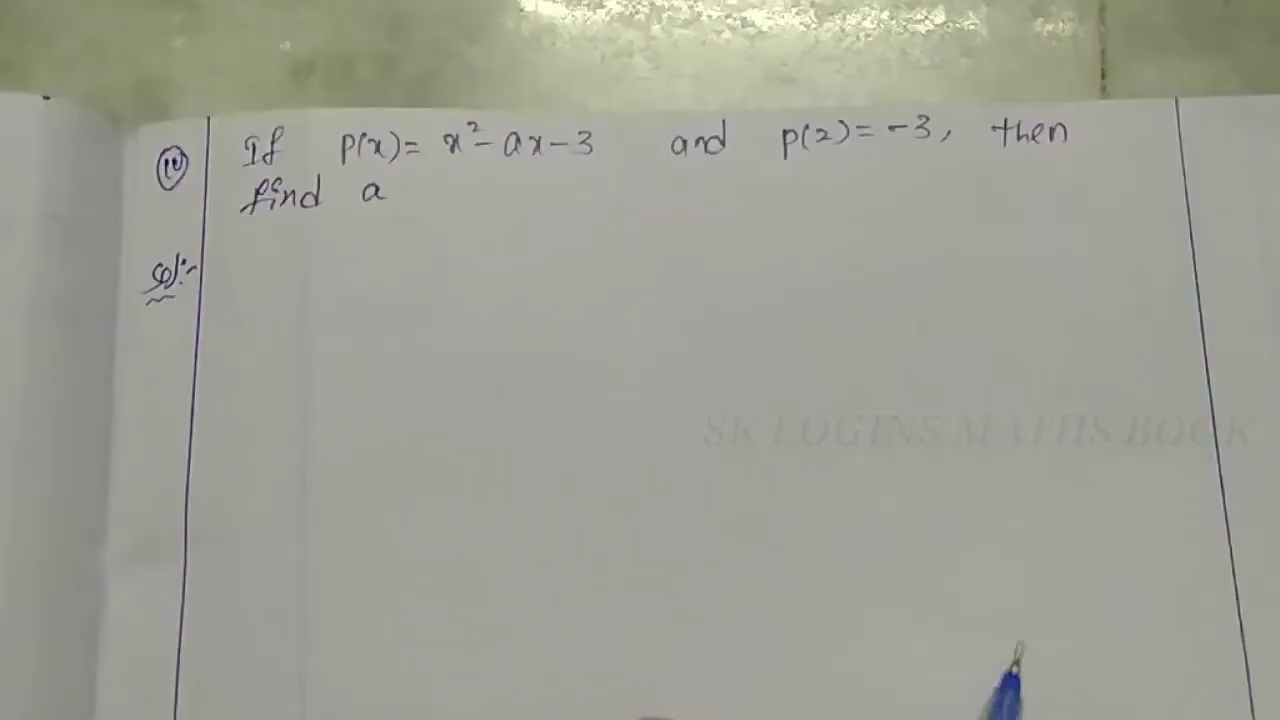 10 If p(x) = x² - ax - 3 and p(2) = -3, then
find a
Sol:-
SK LOGINS MATHS BOOK